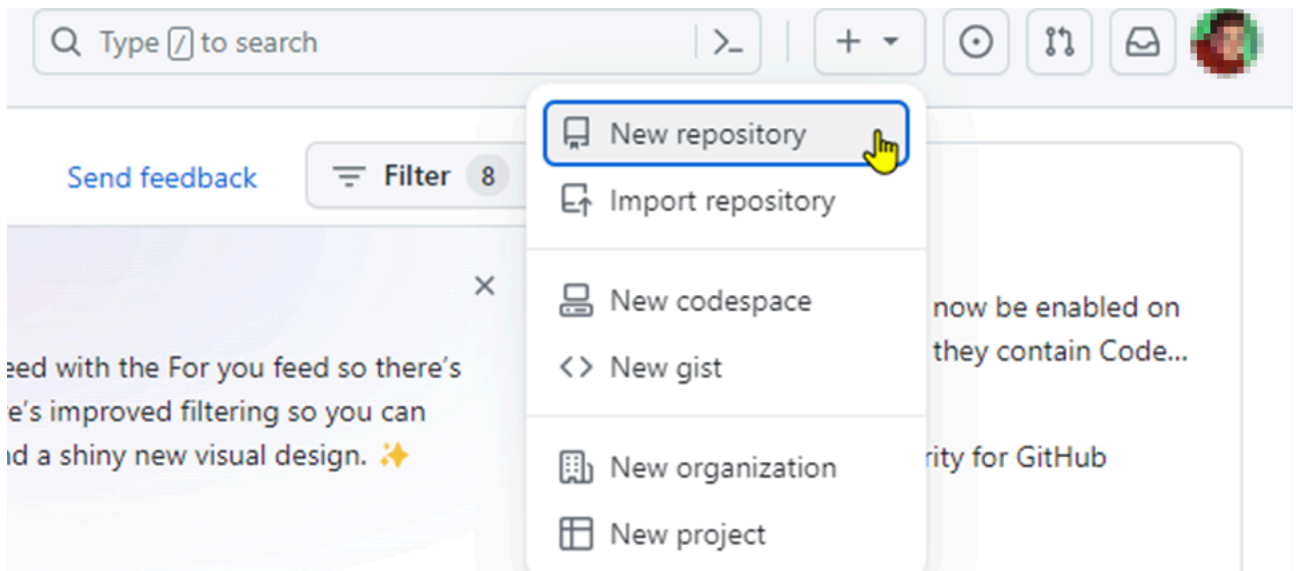 Type / to search
New repository
Send feedback
Filter 8
Import repository
New codespace
now be enabled on
they contain Code...
eed with the For you feed so there's
New gist
e's improved filtering so you can
nd a shiny new visual design. ✨
New organization
rity for GitHub
New project